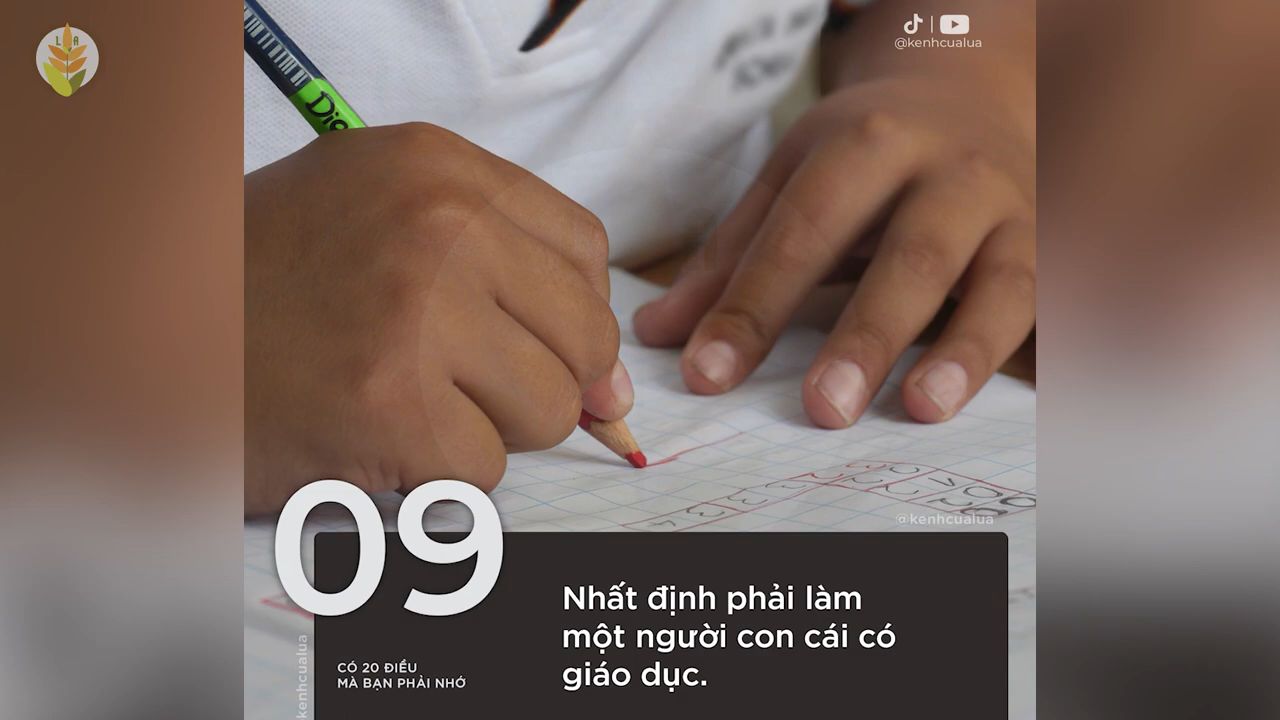 L A
@kenhcualua
Dic
@kenhcualua
09
Nhất định phải làm
một người con cái có
giáo dục.
CÓ 20 ĐIỀU
MÀ BẠN PHẢI NHỚ
kenhcualua